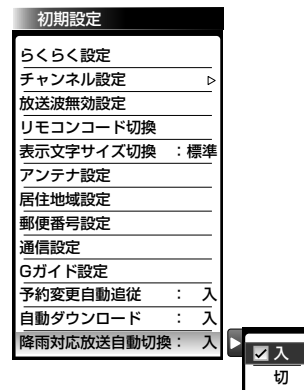 初期設定
らくらく設定
チャンネル設定 ▷
放送波無効設定
リモコンコード切換
表示文字サイズ切換 ：標準
アンテナ設定
居住地域設定
郵便番号設定
通信設定
Gガイド設定
予約変更自動追従 ： 入
自動ダウンロード ： 入
降雨対応放送自動切換： 入
入
切